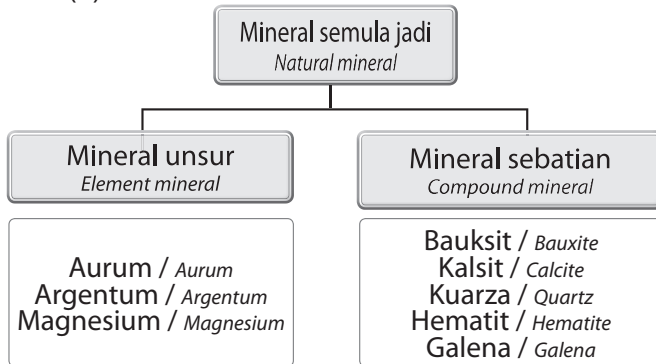 Mineral semula jadi
Natural mineral
Mineral unsur
Element mineral
Mineral sebatian
Compound mineral
Aurum / Aurum
Argentum / Argentum
Magnesium / Magnesium
Bauksit / Bauxite
Kalsit / Calcite
Kuarza / Quartz
Hematit / Hematite
Galena / Galena